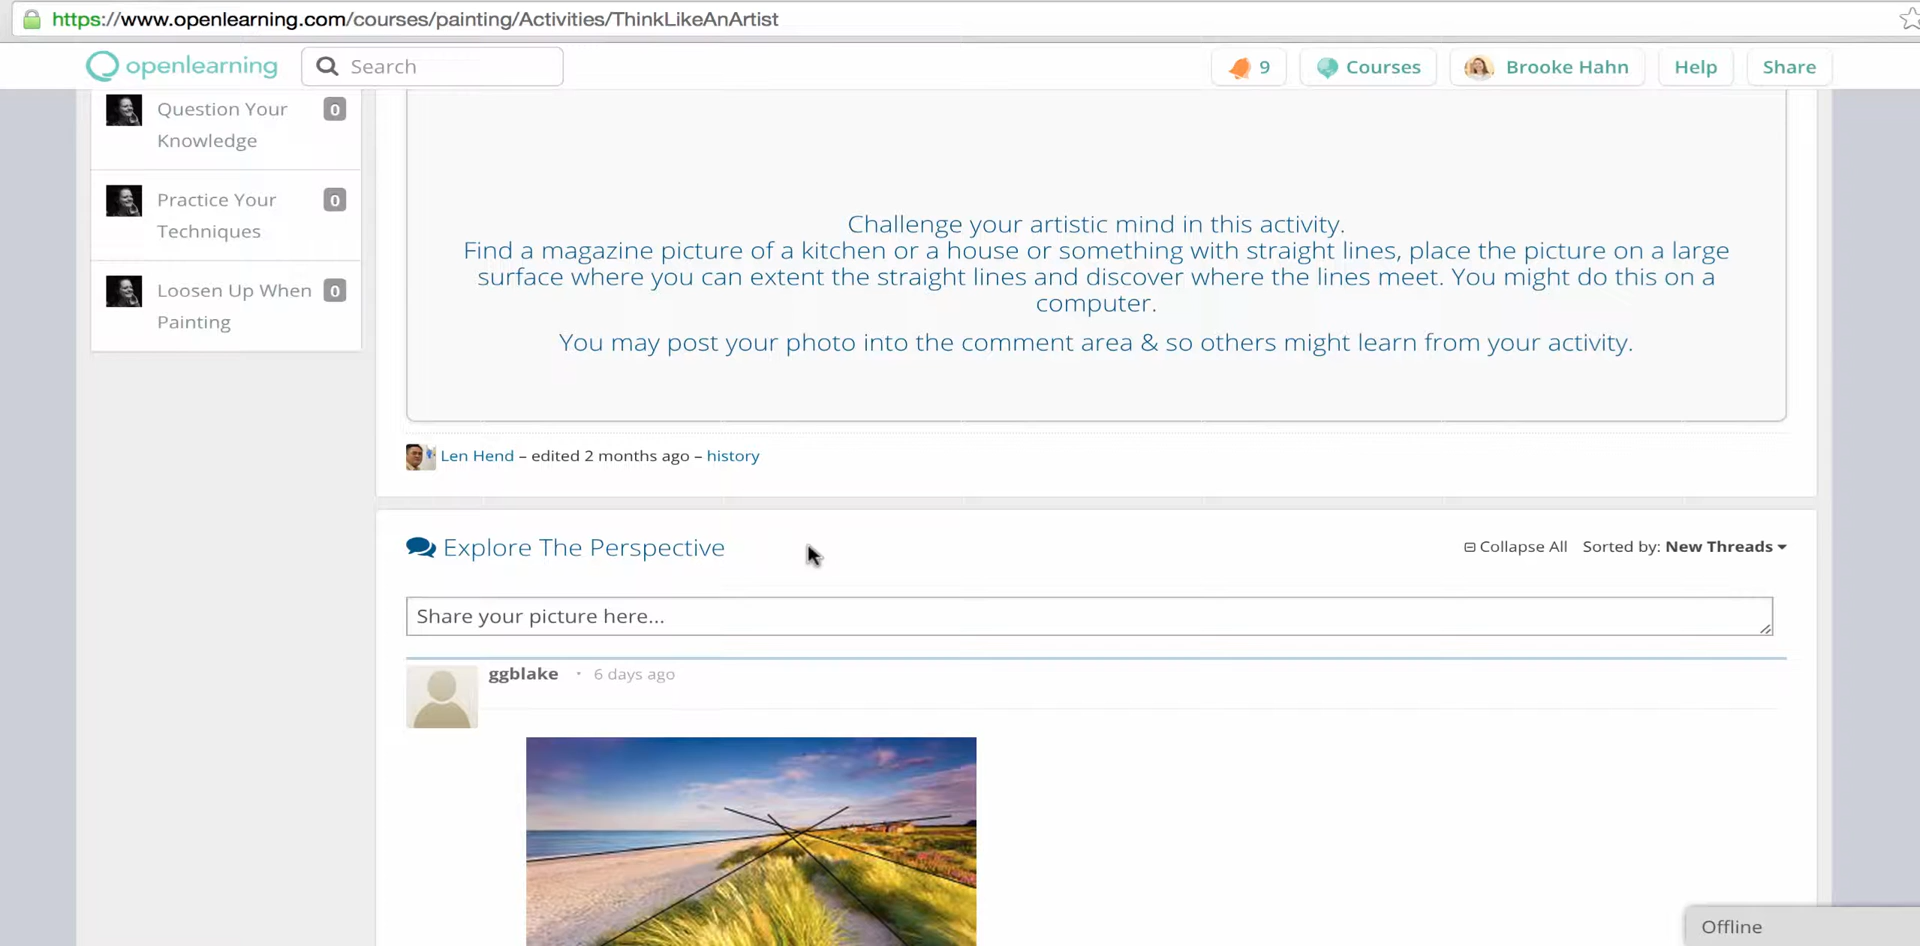 https://www.openlearning.com/courses/painting/Activities/ThinkLikeAnArtist
openlearning
Search
9
Courses
Brooke Hahn
Help
Share
Question Your
Knowledge
0
Practice Your
Techniques
0
Loosen Up When
Painting
0
Challenge your artistic mind in this activity.
Find a magazine picture of a kitchen or a house or something with straight lines, place the picture on a large
surface where you can extent the straight lines and discover where the lines meet. You might do this on a
computer.
You may post your photo into the comment area & so others might learn from your activity.
Len Hend – edited 2 months ago – history
Explore The Perspective
Collapse All Sorted by: New Threads
Share your picture here...
ggblake · 6 days ago
Offline